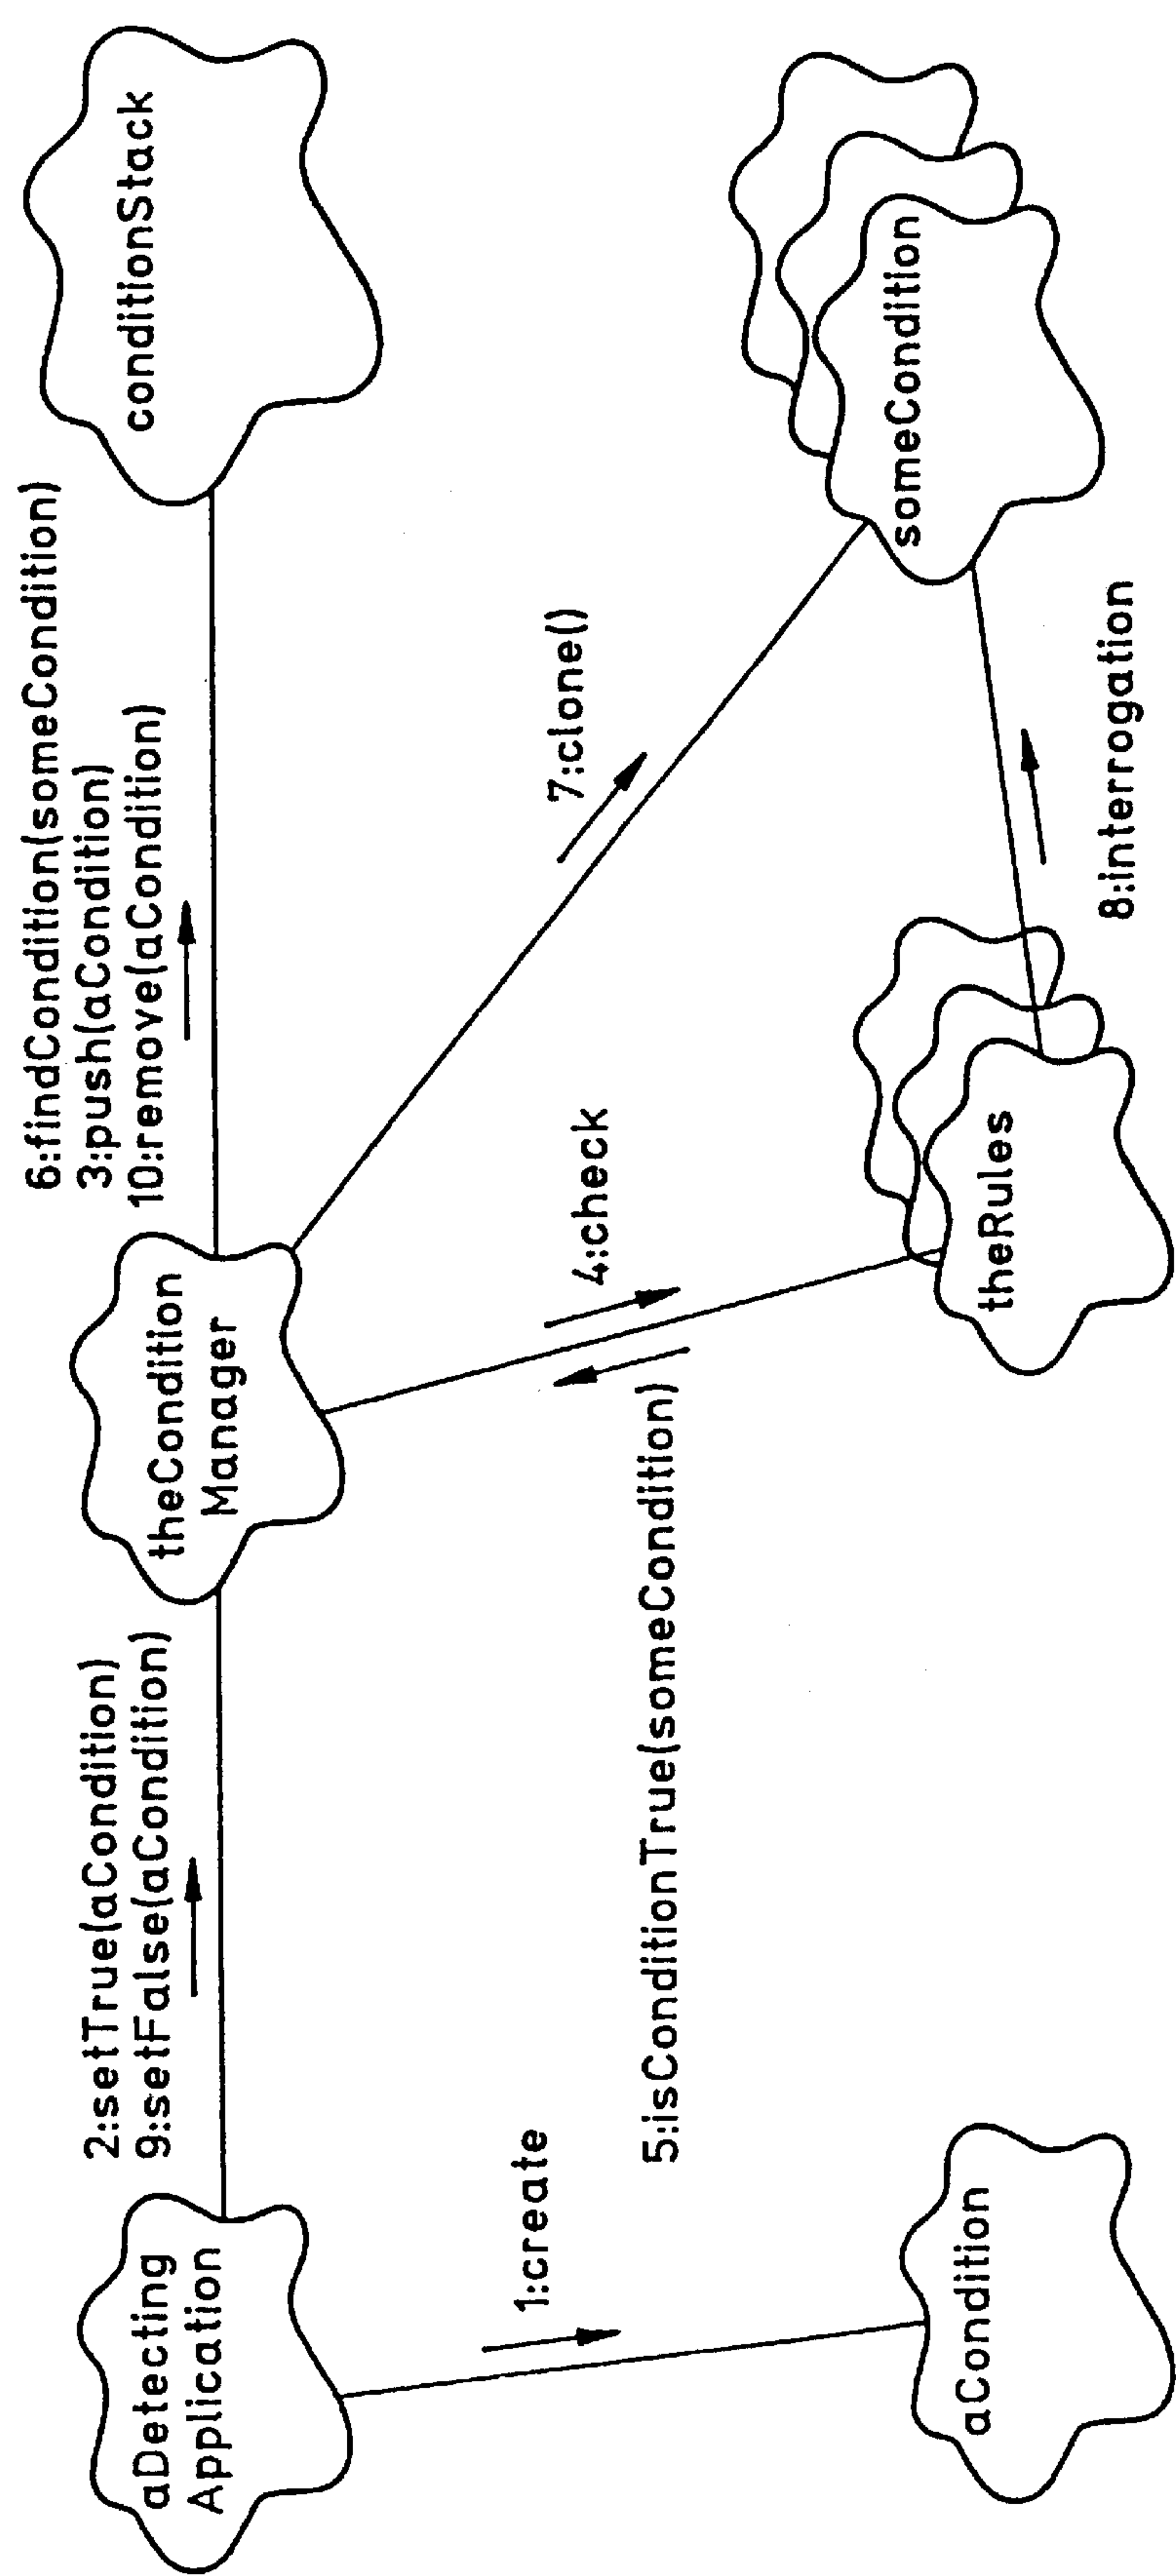 aDetecting
Application
2:setTrue(aCondition)
9:setFalse(aCondition)
theCondition
Manager
6:findCondition(someCondition)
3:push(aCondition)
10:remove(aCondition)
conditionStack
1:create
5:isConditionTrue(someCondition)
4:check
7:clone()
aCondition
theRules
8:interrogation
someCondition